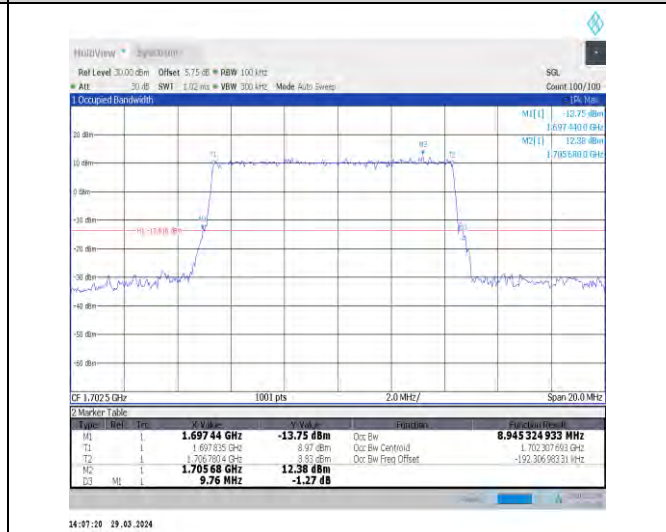 MultiView Spectrum
Ref Level 30.00 dBm Offset 5.75 dB RBW 100 kHz SGL
Att 30 dB SWT 1.02 ms VBW 300 kHz Mode Auto Sweep Count 100/100
1 Occupied Bandwidth 1Pk Max
M1[1] -13.75 dBm
1.697 440 0 GHz
20 dBm
M2[1] 12.38 dBm
1.705 680 0 GHz
M2
T1 T2
10 dBm
0 dBm
-10 dBm
H1 -13.618 dBm
-20 dBm
-30 dBm
-40 dBm
-50 dBm
-60 dBm
CF 1.7025 GHz 1001 pts 2.0 MHz/ Span 20.0 MHz
2 Marker Table
Type Ref Trc X-Value Y-Value Function Function Result
M1 1 1.697 44 GHz -13.75 dBm Occ Bw 8.945 324 933 MHz
T1 1 1.697 835 GHz 8.97 dBm Occ Bw Centroid 1.702 307 693 GHz
T2 1 1.706 780 4 GHz 8.93 dBm Occ Bw Freq Offset -192.306 983 31 kHz
M2 1 1.705 68 GHz 12.38 dBm
D3 M1 1 9.76 MHz -1.27 dB
14:07:20 29.03.2024